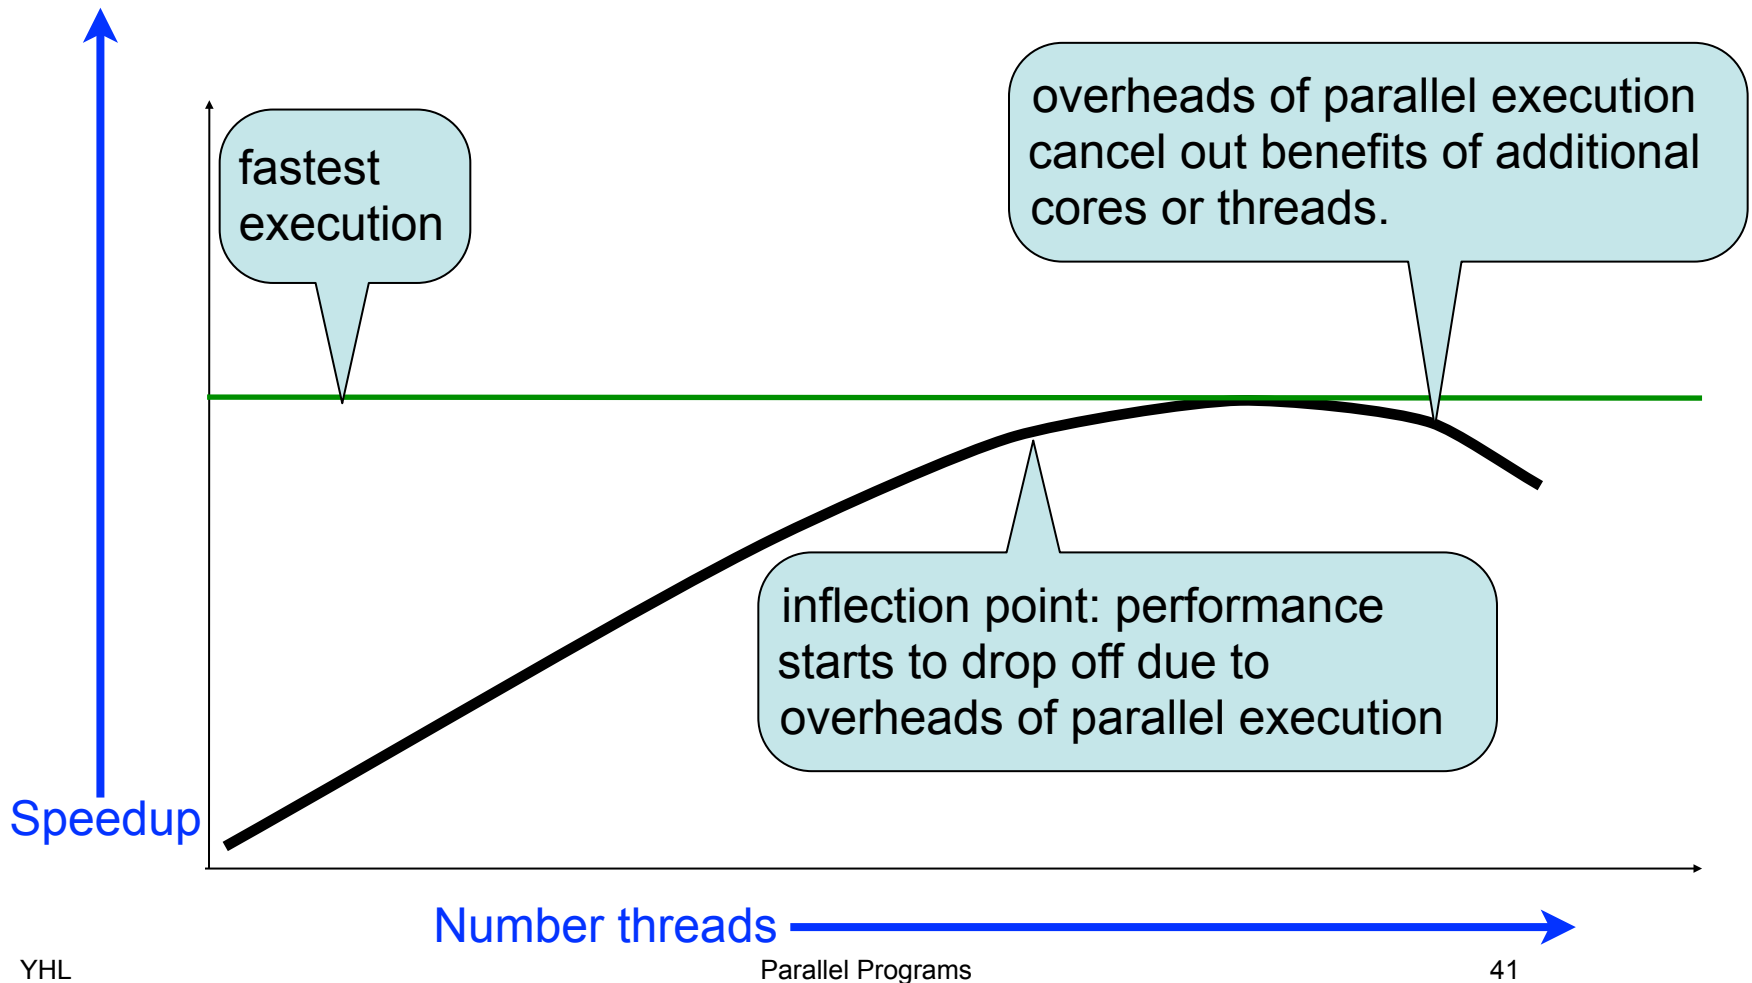 fastest
execution
overheads of parallel execution
cancel out benefits of additional
cores or threads.
inflection point: performance
starts to drop off due to
overheads of parallel execution
Speedup
Number threads
YHL
Parallel Programs
41